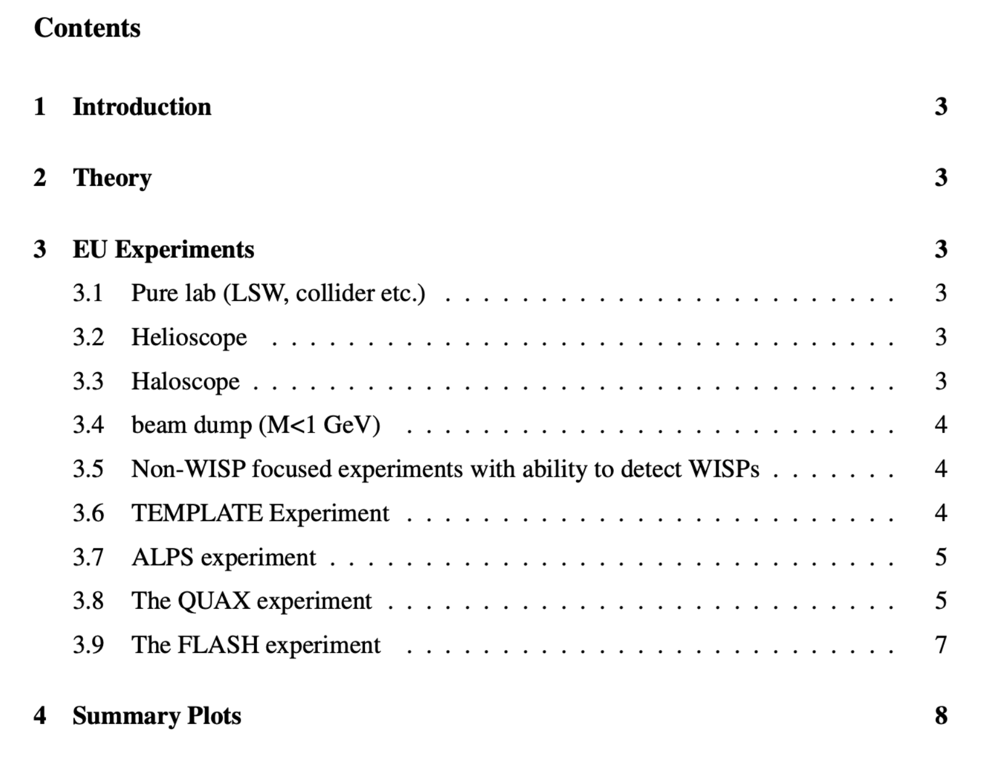 Contents
1 Introduction 3
2 Theory 3
3 EU Experiments 3
3.1 Pure lab (LSW, collider etc.) . . . . . . . . . . . . . . . . . . . . . . . . 3
3.2 Helioscope . . . . . . . . . . . . . . . . . . . . . . . . . . . . . . . . . 3
3.3 Haloscope . . . . . . . . . . . . . . . . . . . . . . . . . . . . . . . . . . 3
3.4 beam dump (M<1 GeV) . . . . . . . . . . . . . . . . . . . . . . . . . . 4
3.5 Non-WISP focused experiments with ability to detect WISPs . . . . . . . 4
3.6 TEMPLATE Experiment . . . . . . . . . . . . . . . . . . . . . . . . . . 4
3.7 ALPS experiment . . . . . . . . . . . . . . . . . . . . . . . . . . . . . . 5
3.8 The QUAX experiment . . . . . . . . . . . . . . . . . . . . . . . . . . . 5
3.9 The FLASH experiment . . . . . . . . . . . . . . . . . . . . . . . . . . 7
4 Summary Plots 8